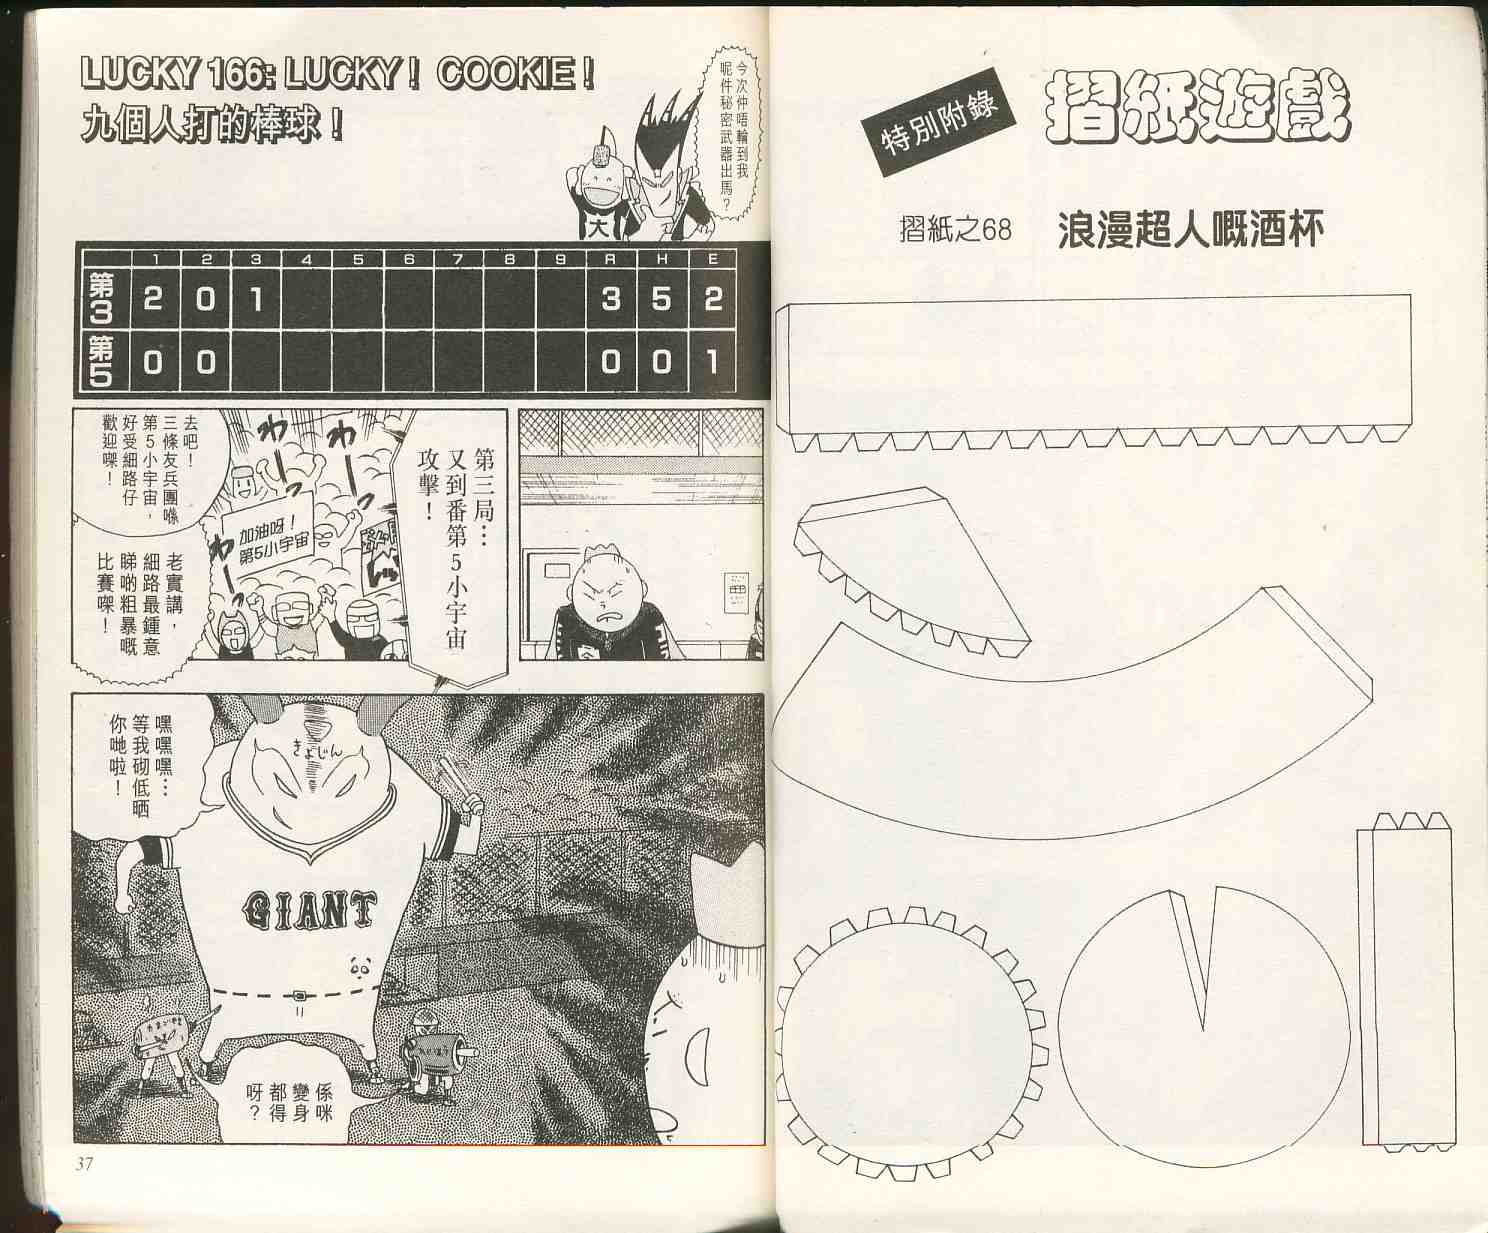 特別附錄
摺紙遊戲
摺紙之68
浪漫超人嘅酒杯
LUCKY 166: LUCKY! COOKIE!
九個人打的棒球！
今次仲唔輪到我
呢件秘密武器出馬？
大
1 2 3 4 5 6 7 8 9 R H E
第3 2 0 1 3 5 2
第5 0 0 0 0 1
第三局…
又到番第5小宇宙
攻擊！
わー
わー
わー
加油呀！
第5小宇宙
去吧！
三條友兵團喺
第5小宇宙，
好受細路仔
歡迎㗎！
老實講，
細路最鍾意
睇啲粗暴嘅
比賽㗎！
嘿嘿嘿…
等我砌低晒
你哋啦！
きょじん
GIANT
係咪
變身
都得
呀？
37